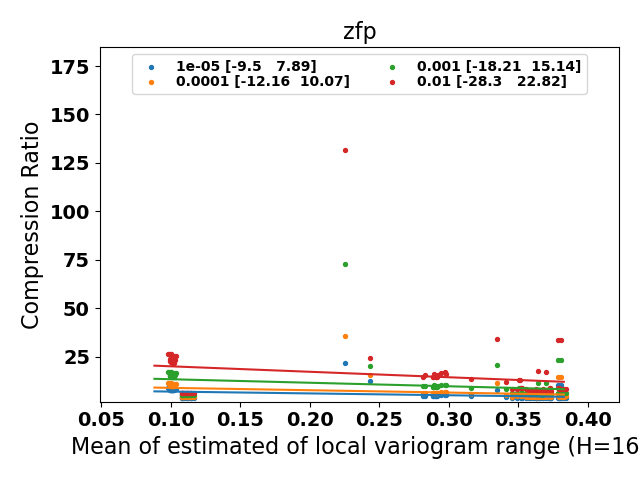 zfp
1e-05 [-9.5   7.89]
0.0001 [-12.16  10.07]
0.001 [-18.21  15.14]
0.01 [-28.3   22.82]
Compression Ratio
175
150
125
100
75
50
25
0.05 0.10 0.15 0.20 0.25 0.30 0.35 0.40
Mean of estimated of local variogram range (H=16